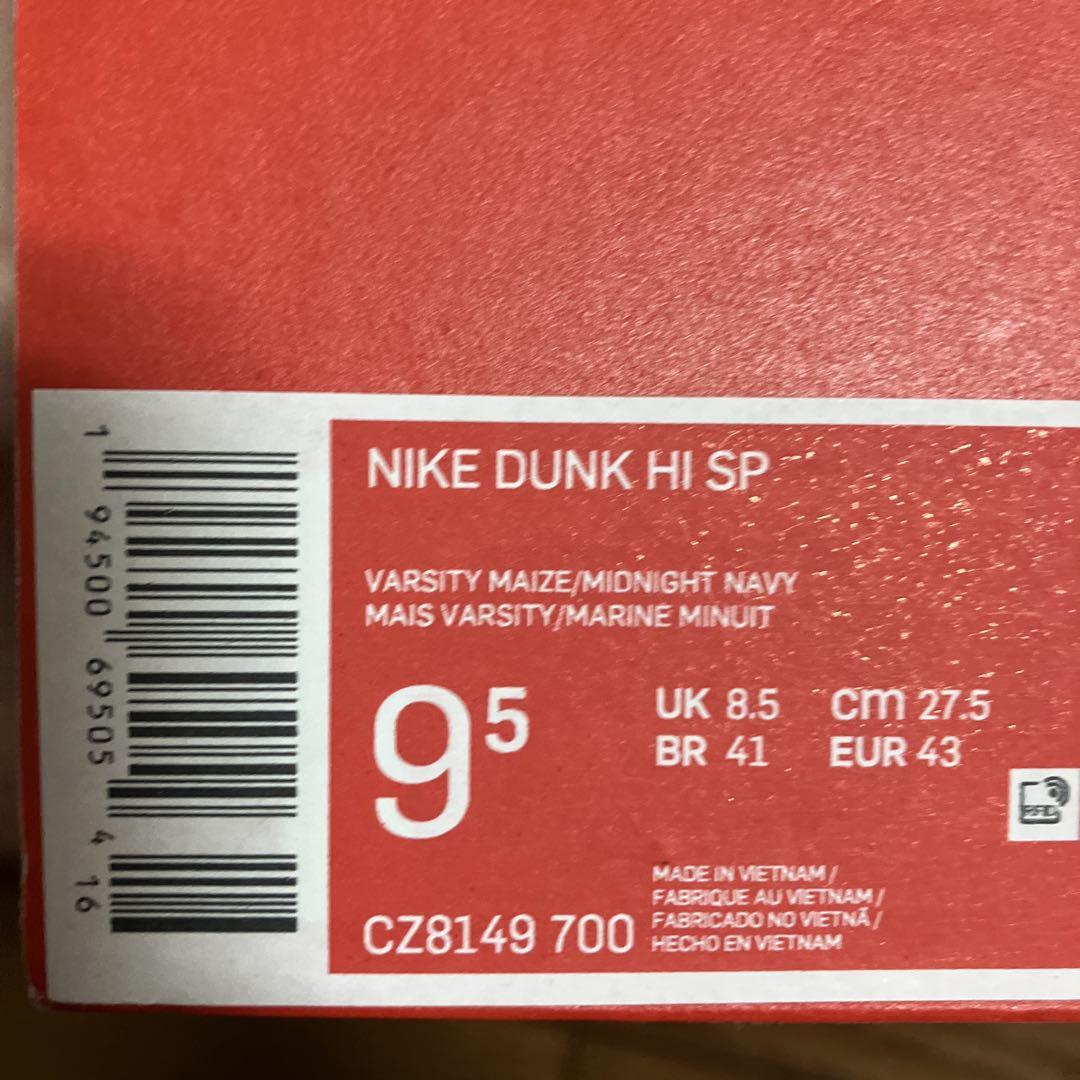 NIKE DUNK HI SP
VARSITY MAIZE/MIDNIGHT NAVY
MAIS VARSITY/MARINE MINUIT
9 5
UK 8.5 cm 27.5
BR 41 EUR 43
RFID
CZ8149 700
MADE IN VIETNAM /
FABRIQUE AU VIETNAM /
FABRICADO NO VIETNÃ /
HECHO EN VIETNAM
1 94500 69505 4 16